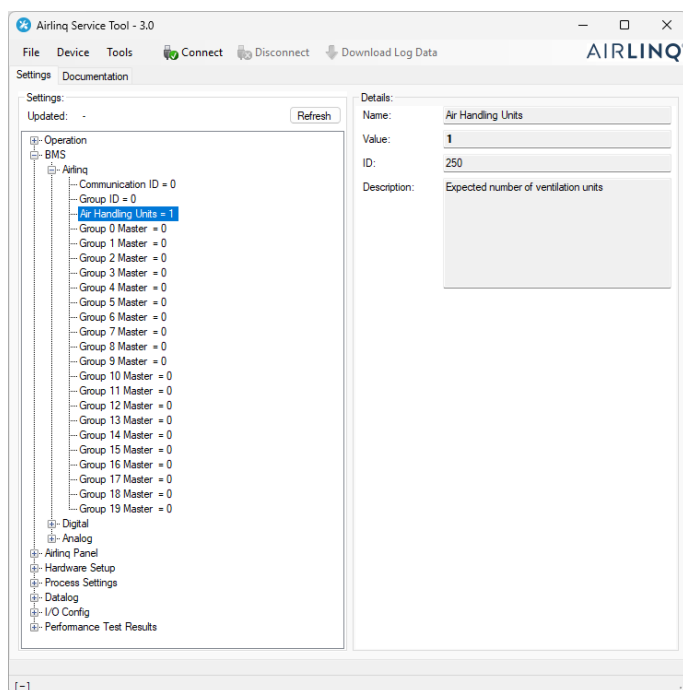 Airlinq Service Tool - 3.0
File Device Tools Connect Disconnect Download Log Data AIRLINQ
Settings Documentation
Settings:
Updated: - Refresh
Operation
BMS
Airlinq
Communication ID = 0
Group ID = 0
Air Handling Units = 1
Group 0 Master = 0
Group 1 Master = 0
Group 2 Master = 0
Group 3 Master = 0
Group 4 Master = 0
Group 5 Master = 0
Group 6 Master = 0
Group 7 Master = 0
Group 8 Master = 0
Group 9 Master = 0
Group 10 Master = 0
Group 11 Master = 0
Group 12 Master = 0
Group 13 Master = 0
Group 14 Master = 0
Group 15 Master = 0
Group 16 Master = 0
Group 17 Master = 0
Group 18 Master = 0
Group 19 Master = 0
Digital
Analog
Airlinq Panel
Hardware Setup
Process Settings
Datalog
I/O Config
Performance Test Results
Details:
Name: Air Handling Units
Value: 1
ID: 250
Description: Expected number of ventilation units
[-]